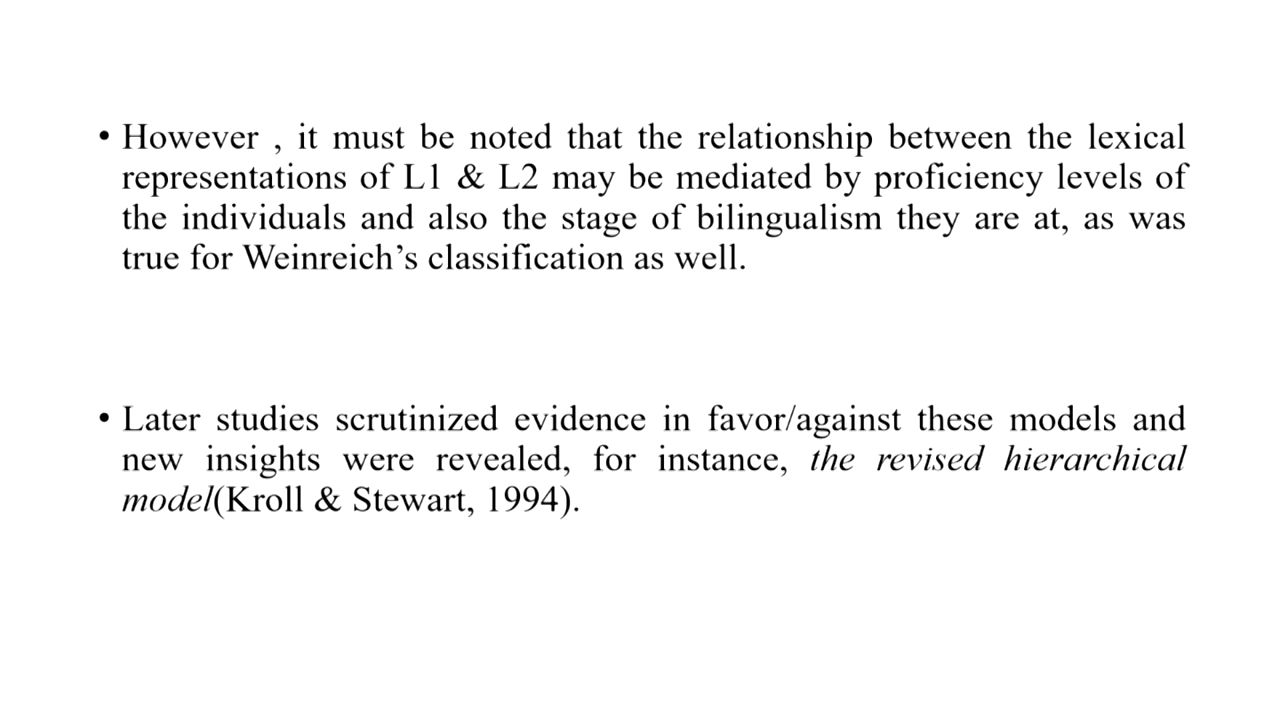 • However , it must be noted that the relationship between the lexical
representations of L1 & L2 may be mediated by proficiency levels of
the individuals and also the stage of bilingualism they are at, as was
true for Weinreich’s classification as well.
• Later studies scrutinized evidence in favor/against these models and
new insights were revealed, for instance, the revised hierarchical
model(Kroll & Stewart, 1994).